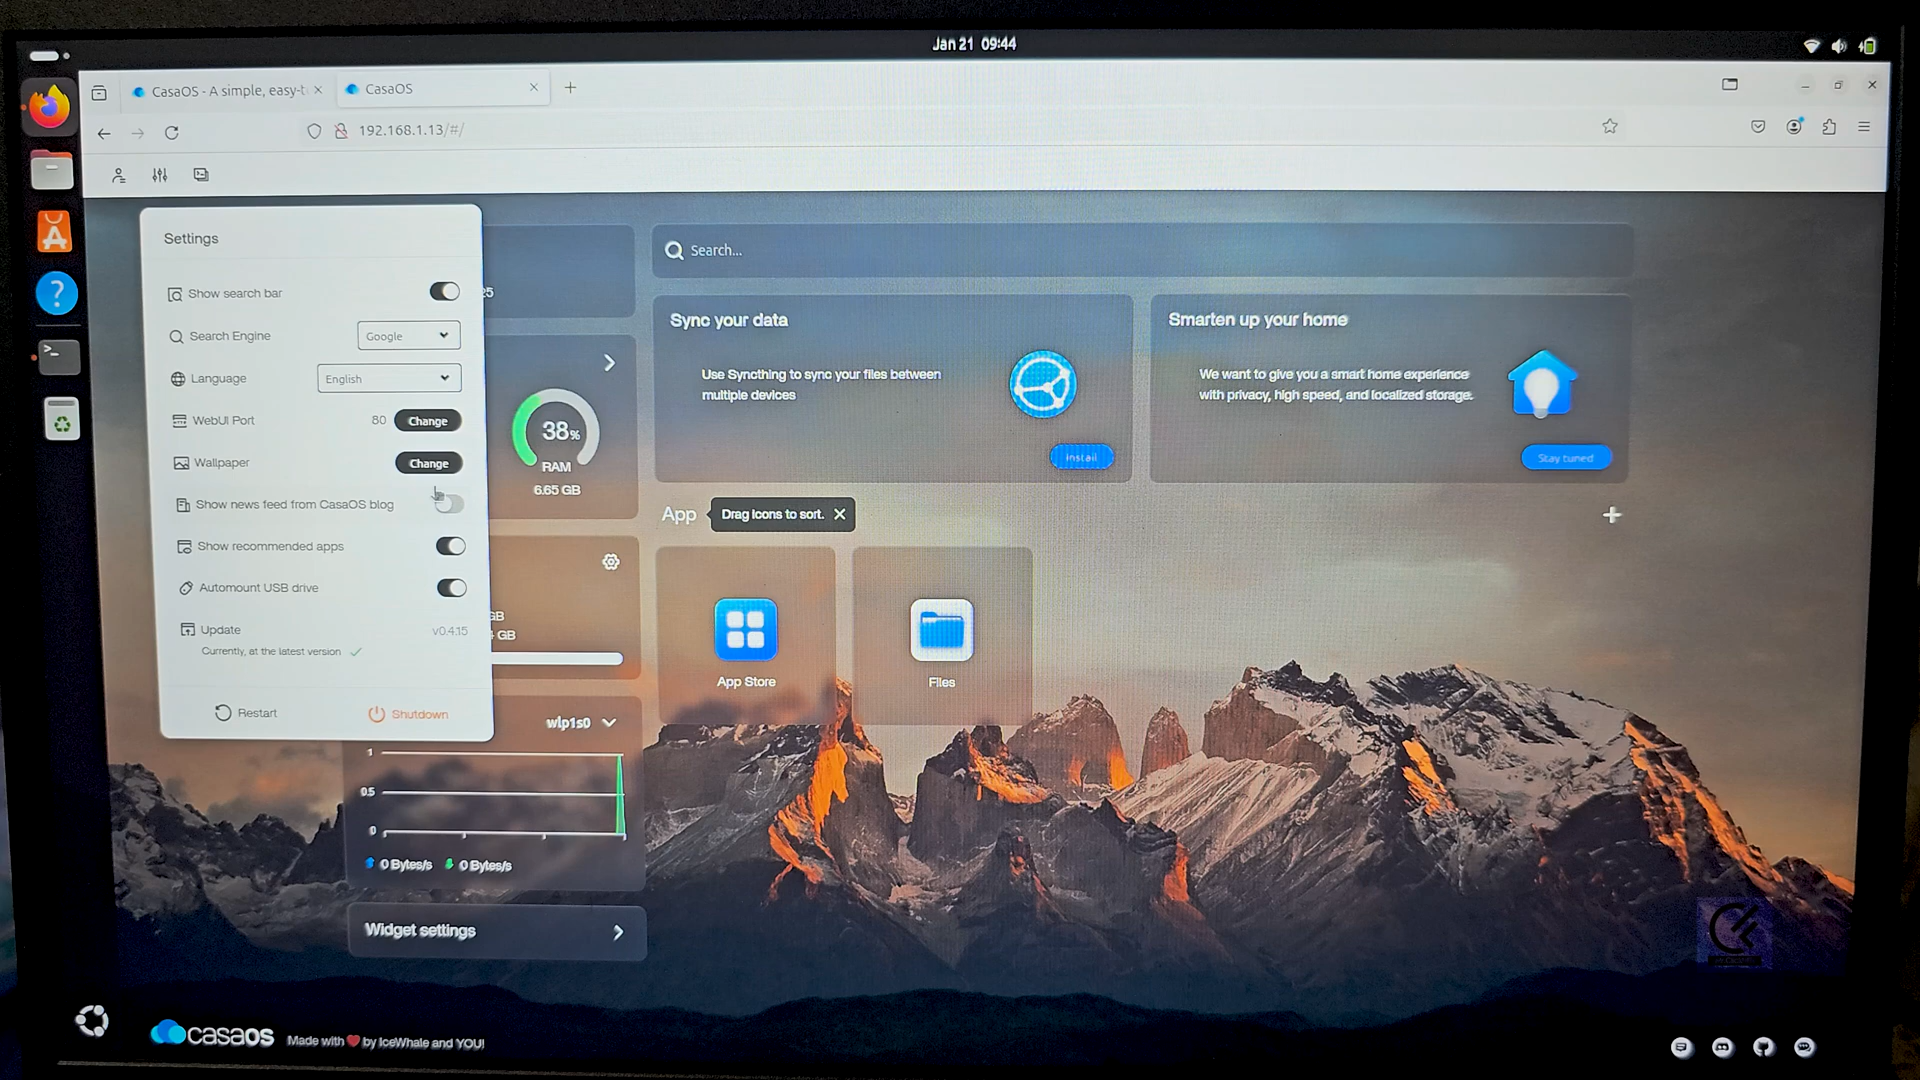 Jan 21 09:44
CasaOS - A simple, easy-t
CasaOS
192.168.1.13/#/
Settings
Show search bar
Search Engine
Google
Language
English
WebUI Port
80
Change
Wallpaper
Change
Show news feed from CasaOS blog
Show recommended apps
Automount USB drive
Update
v0.4.15
Currently, at the latest version
Restart
Shutdown
25
38%
RAM
6.65 GB
GB
GB
wlp1s0
1
0.5
0
0 Bytes/s
0 Bytes/s
Widget settings
Search...
Sync your data
Use Syncthing to sync your files between
multiple devices
Install
Smarten up your home
We want to give you a smart home experience
with privacy, high speed, and localized storage.
Stay tuned
App
Drag icons to sort.
App Store
Files
CasaOS
Made with ❤ by IceWhale and YOU!